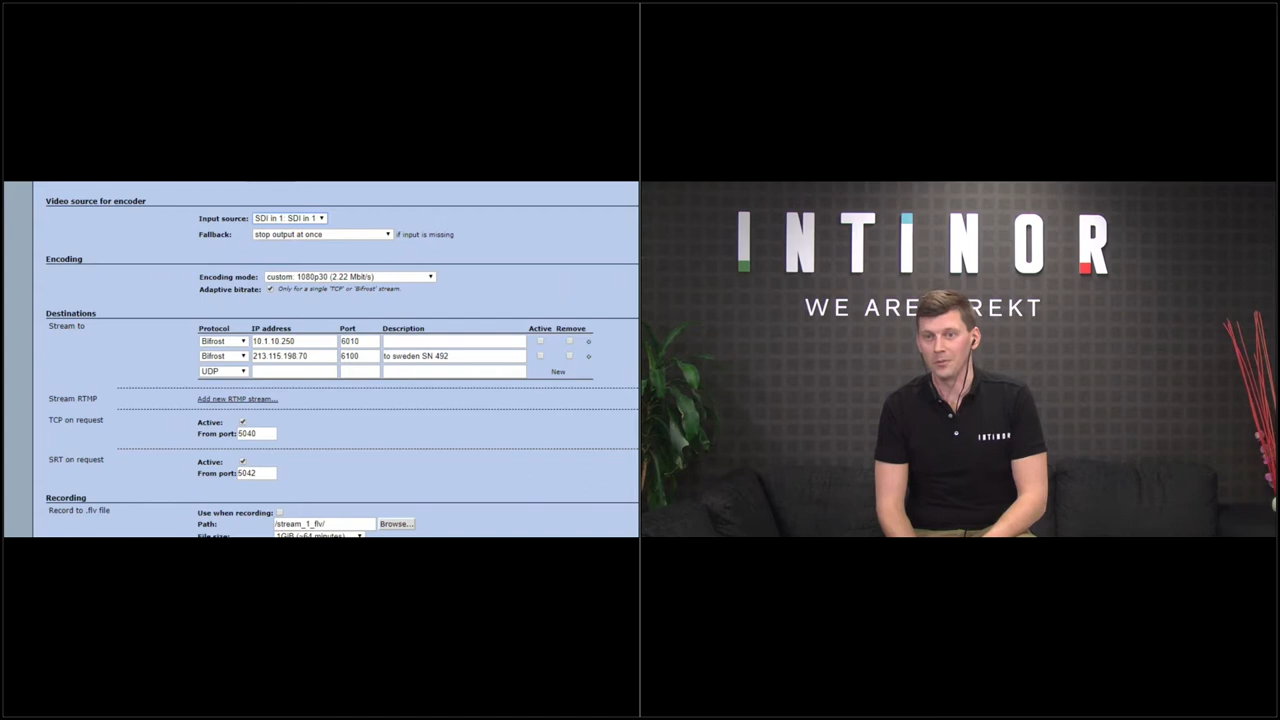 Video source for encoder
Input source: SDI in 1: SDI in 1
Fallback: stop output at once if input is missing
Encoding
Encoding mode: custom: 1080p30 (2.22 Mbit/s)
Adaptive bitrate: Only for a single 'TCP' or 'Bifrost' stream.
Destinations
Stream to Protocol IP address Port Description Active Remove
Bifrost 10.1.10.250 6010
Bifrost 213.115.198.70 6100 to sweden SN 492
UDP New
Stream RTMP Add new RTMP stream...
TCP on request Active:
From port: 5040
SRT on request Active:
From port: 5042
Recording
Record to .flv file Use when recording:
Path: /stream_1_flv/ Browse...
File size: 1GiB (~64 minutes)
INTINOR
WE ARE REKT
INTINOR